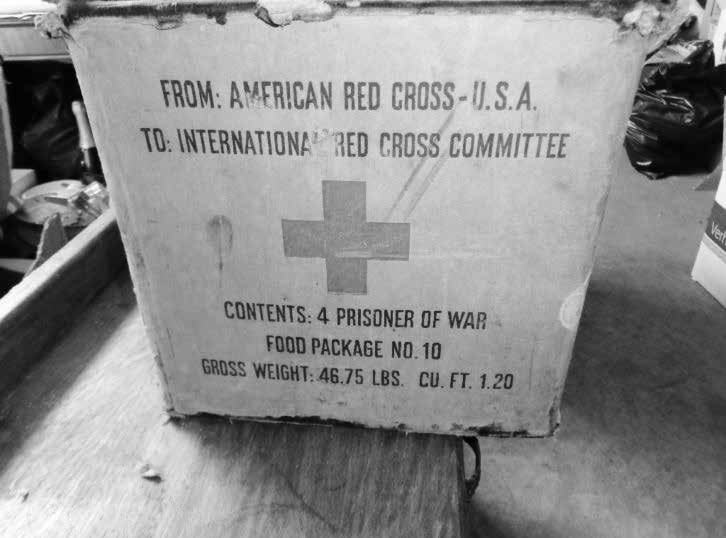 FROM: AMERICAN RED CROSS-U.S.A.
TO: INTERNATIONAL RED CROSS COMMITTEE
CONTENTS: 4 PRISONER OF WAR
FOOD PACKAGE NO. 10
GROSS WEIGHT: 46.75 LBS. CU. FT. 1.20